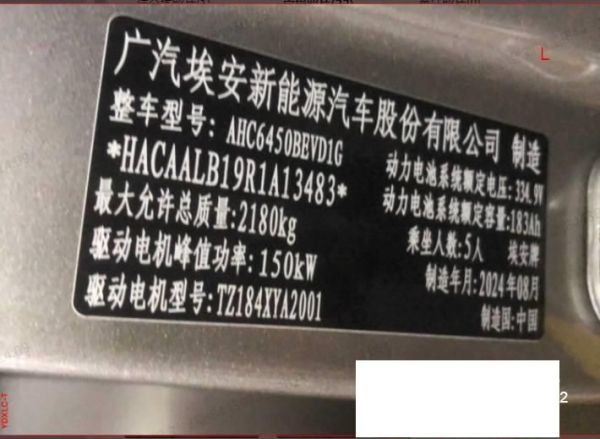 广汽埃安新能源汽车股份有限公司 制造
整车型号: AHC6450BEVD1G
动力电池系统额定电压: 334.9V
*HACAALB19R1A13483*
动力电池系统额定容量:183Ah
最大允许总质量:2180kg
乘坐人数:5人 埃安牌
驱动电机峰值功率:150kW
制造年月:2024年08月
驱动电机型号:TZ184XYA2001
制造国:中国
L
2
YDXLC-T